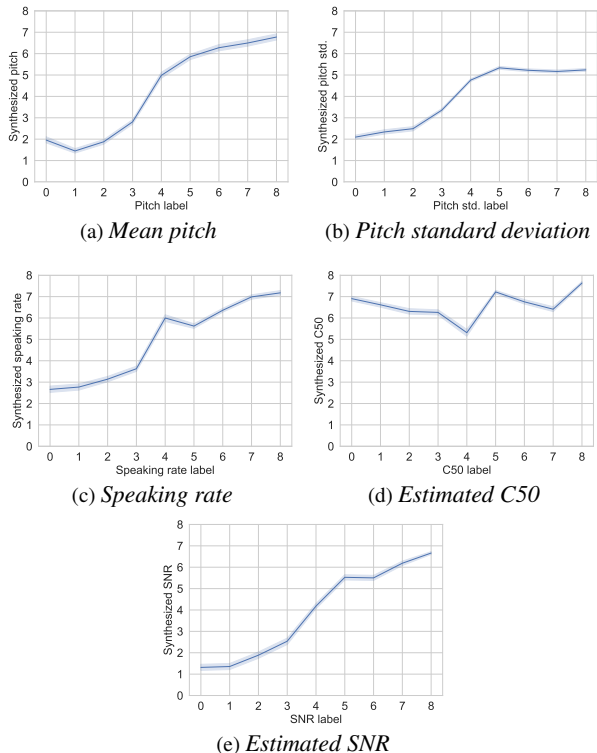 8
7
6
5
4
3
2
1
0
Synthesized pitch
0 1 2 3 4 5 6 7 8
Pitch label
(a) Mean pitch
8
7
6
5
4
3
2
1
0
Synthesized pitch std.
0 1 2 3 4 5 6 7 8
Pitch std. label
(b) Pitch standard deviation
8
7
6
5
4
3
2
1
0
Synthesized speaking rate
0 1 2 3 4 5 6 7 8
Speaking rate label
(c) Speaking rate
8
7
6
5
4
3
2
1
0
Synthesized C50
0 1 2 3 4 5 6 7 8
C50 label
(d) Estimated C50
8
7
6
5
4
3
2
1
0
Synthesized SNR
0 1 2 3 4 5 6 7 8
SNR label
(e) Estimated SNR